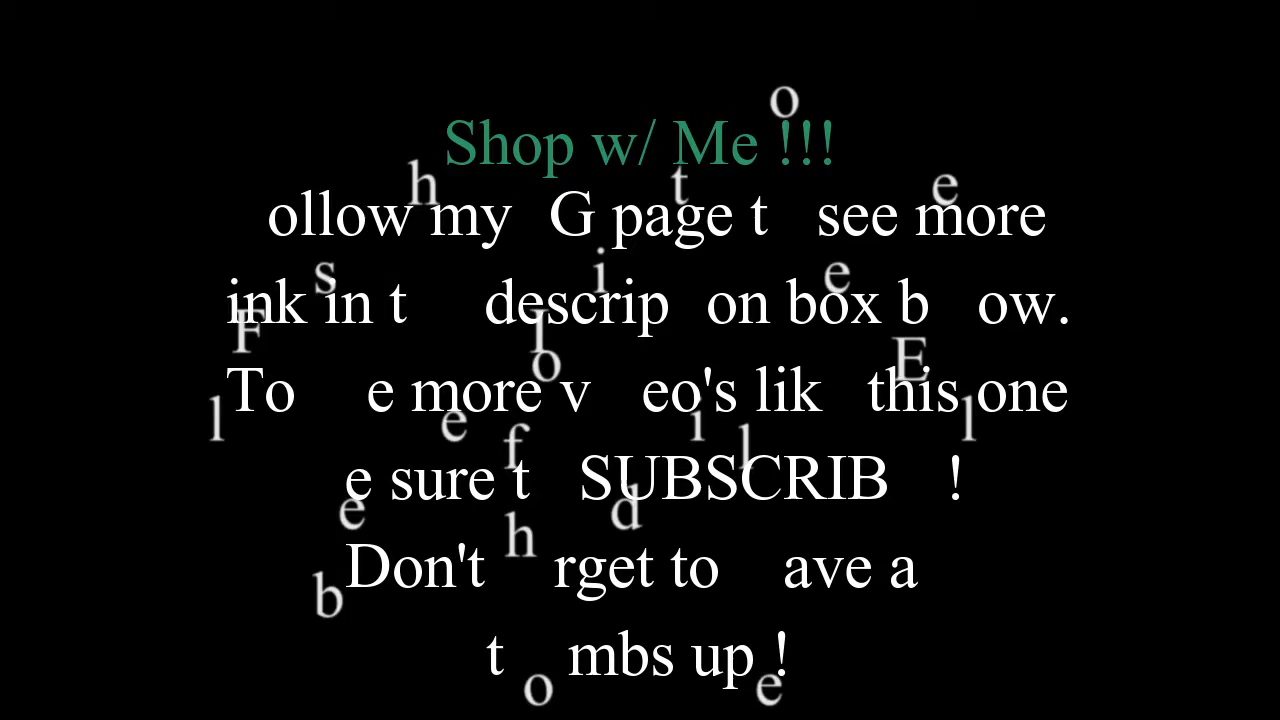 Shop w/ Me !!!
ollow my G page t see more
ink in t descrip on box b ow.
To e more v eo's lik this one
e sure t SUBSCRIB !
Don't rget to ave a
t mbs up !
o
h t e
s i e
F I
o E
l e i l
f l
e d
h
b
o e